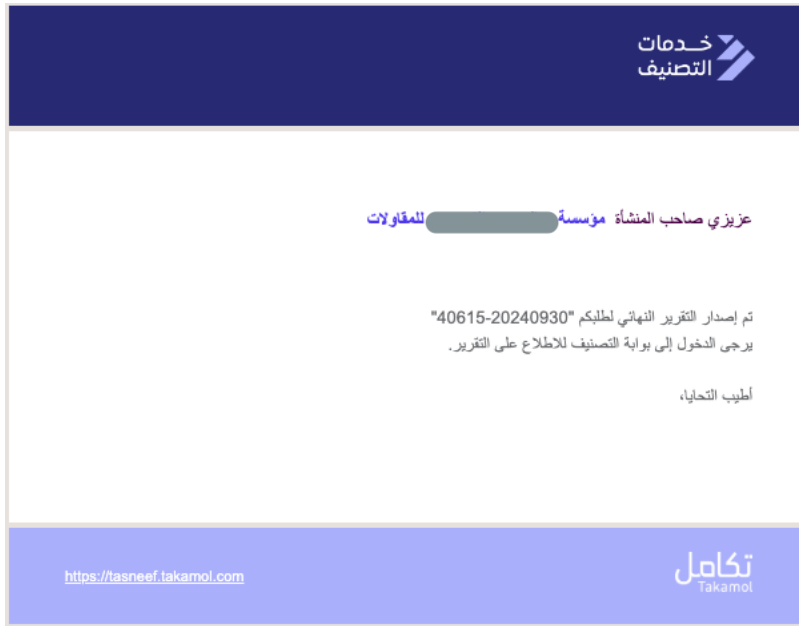 خـدمات
التصنيف
عزيزي صاحب المنشأة مؤسسة للمقاولات
تم إصدار التقرير النهائي لطلبكم "20240930-40615"
يرجى الدخول إلى بوابة التصنيف للاطلاع على التقرير.
أطيب التحايا،
تكامل
Takamol
https://tasneef.takamol.com